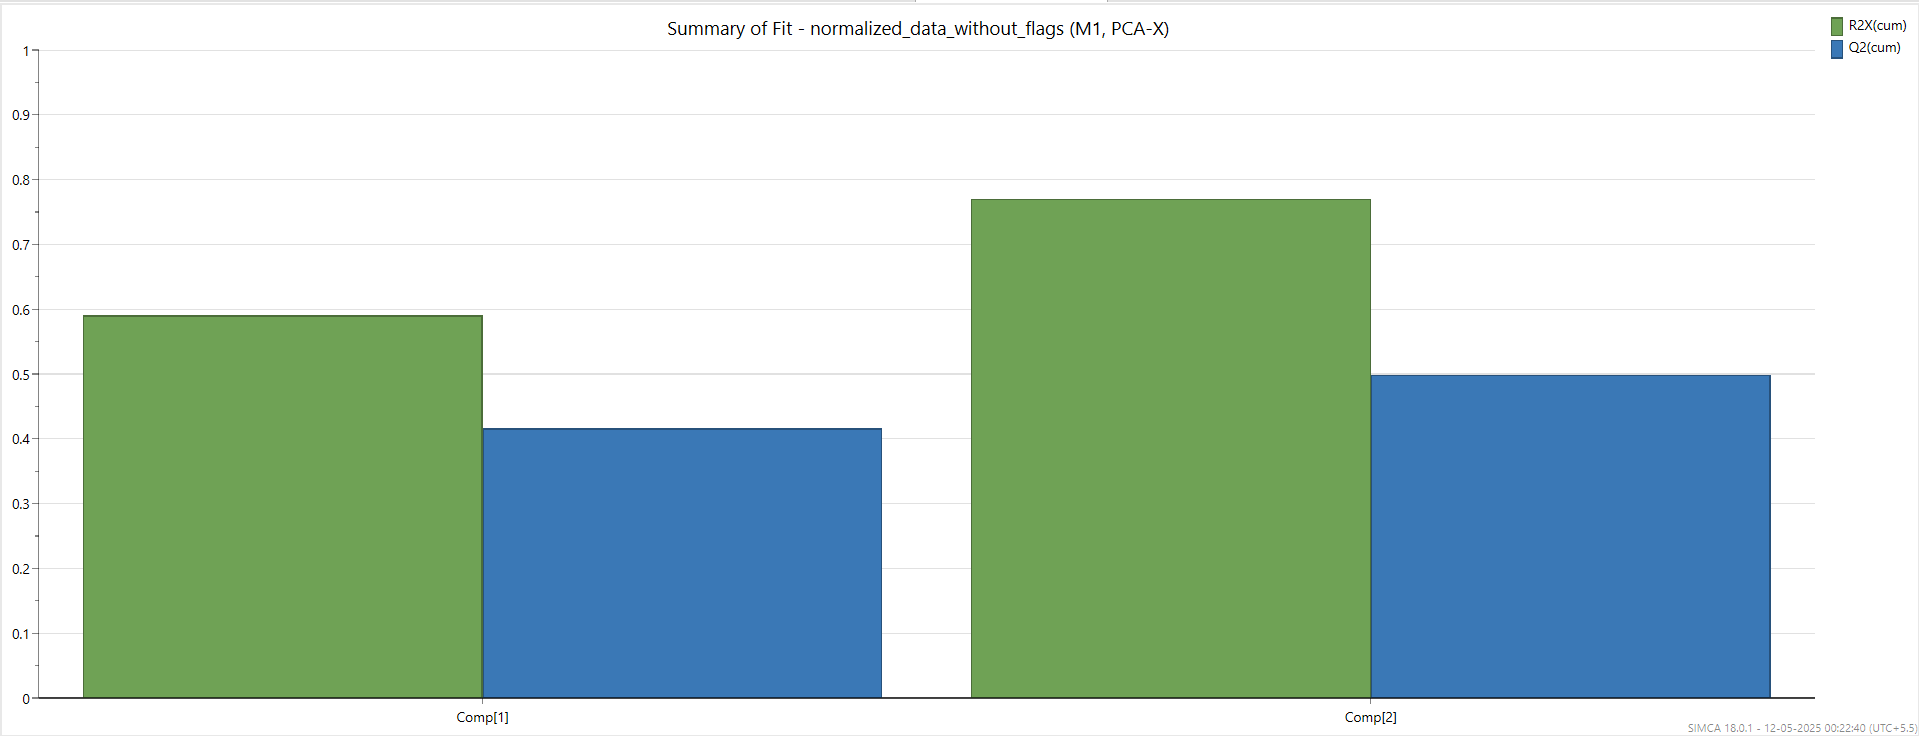 Summary of Fit - normalized_data_without_flags (M1, PCA-X)
R2X(cum)
Q2(cum)
1
0.9
0.8
0.7
0.6
0.5
0.4
0.3
0.2
0.1
0
Comp[1]
Comp[2]
SIMCA 18.0.1 - 12-05-2025 00:22:40 (UTC+5.5)